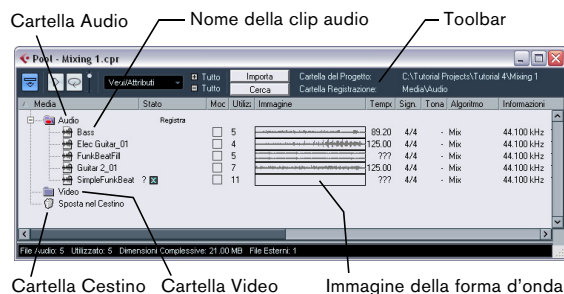 Cartella Audio
Nome della clip audio
Toolbar
Pool - Mixing 1.cpr
Vedi/Attributi
Tutto
Tutto
Importa
Cerca
Cartella del Progetto: C:\Tutorial Projects\Tutorial 4\Mixing 1
Cartella Registrazione: Media\Audio
Media Stato Moc Utiliz: Immagine Tempo Sign. Tona Algoritmo Informazioni
Audio Registra
Bass 5 89.20 4/4 - Mix 44.100 kHz
Elec Guitar_01 4 125.00 4/4 - Mix 44.100 kHz
FunkBeatFill 5 ??? 4/4 - Mix 44.100 kHz
Guitar 2_01 7 125.00 4/4 - Mix 44.100 kHz
SimpleFunkBeat ? 11 ??? 4/4 - Mix 44.100 kHz
Video
Sposta nel Cestino
File Audio: 5 Utilizzato: 5 Dimensioni Complessive: 21.00 MB File Esterni: 1
Cartella Cestino
Cartella Video
Immagine della forma d'onda